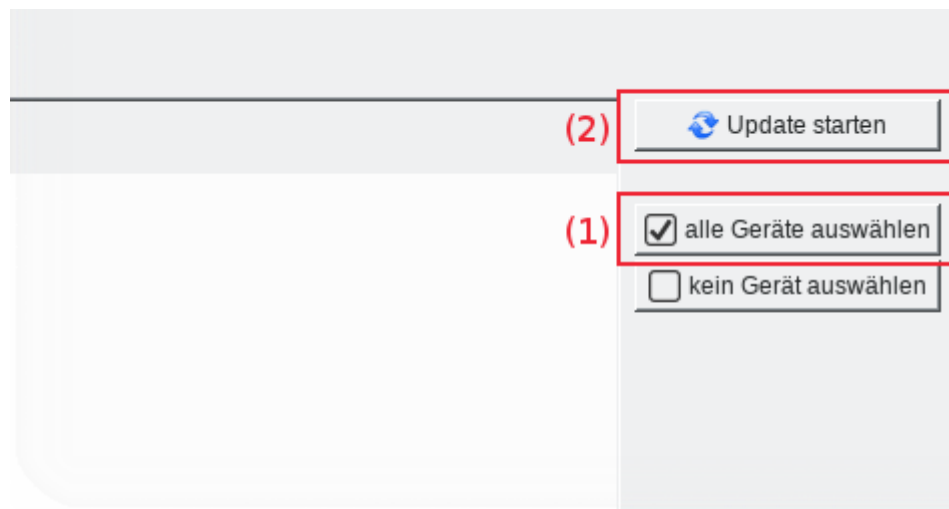 (2) Update starten
(1) alle Geräte auswählen
kein Gerät auswählen